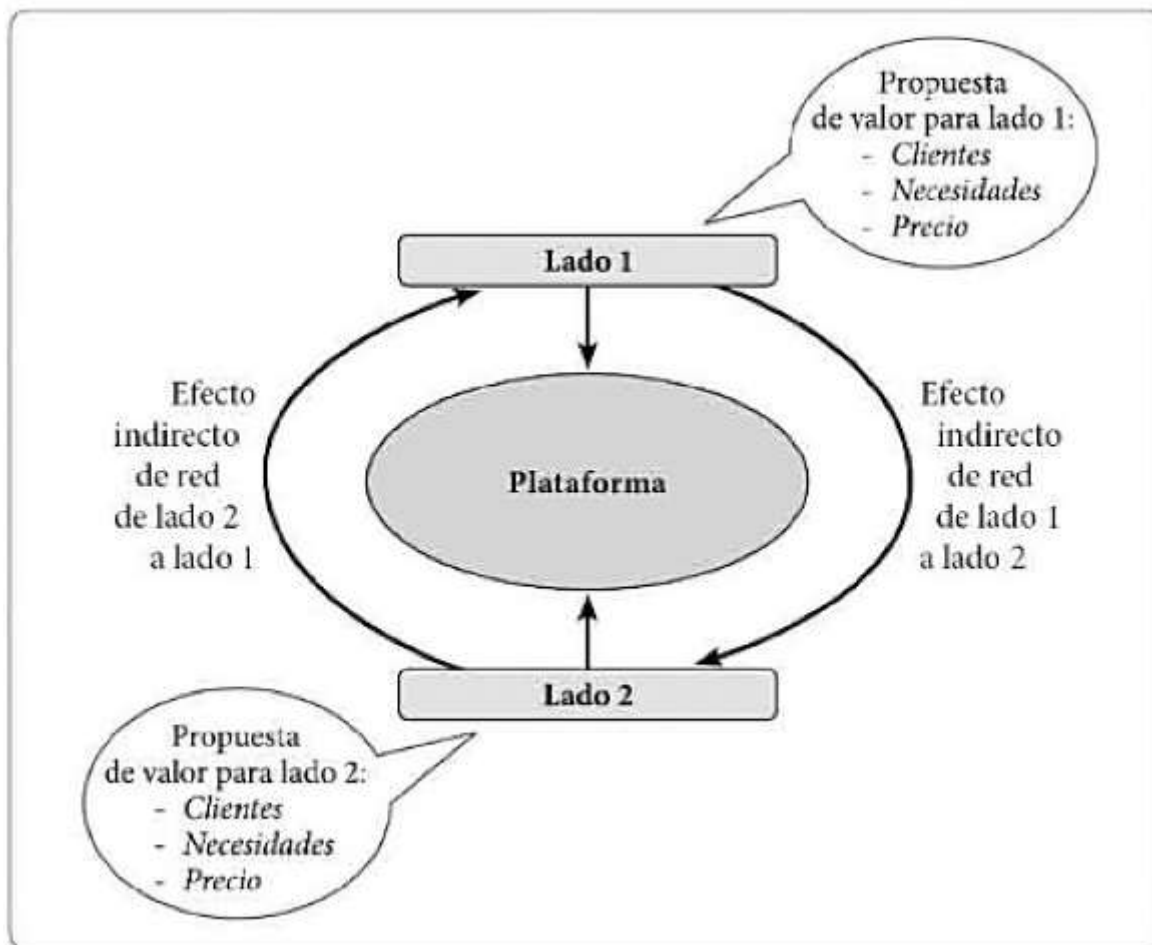 Propuesta
de valor para lado 1:
- Clientes
- Necesidades
- Precio
Lado 1
Efecto
indirecto
de red
de lado 2
a lado 1
Plataforma
Efecto
indirecto
de red
de lado 1
a lado 2
Lado 2
Propuesta
de valor para lado 2:
- Clientes
- Necesidades
- Precio